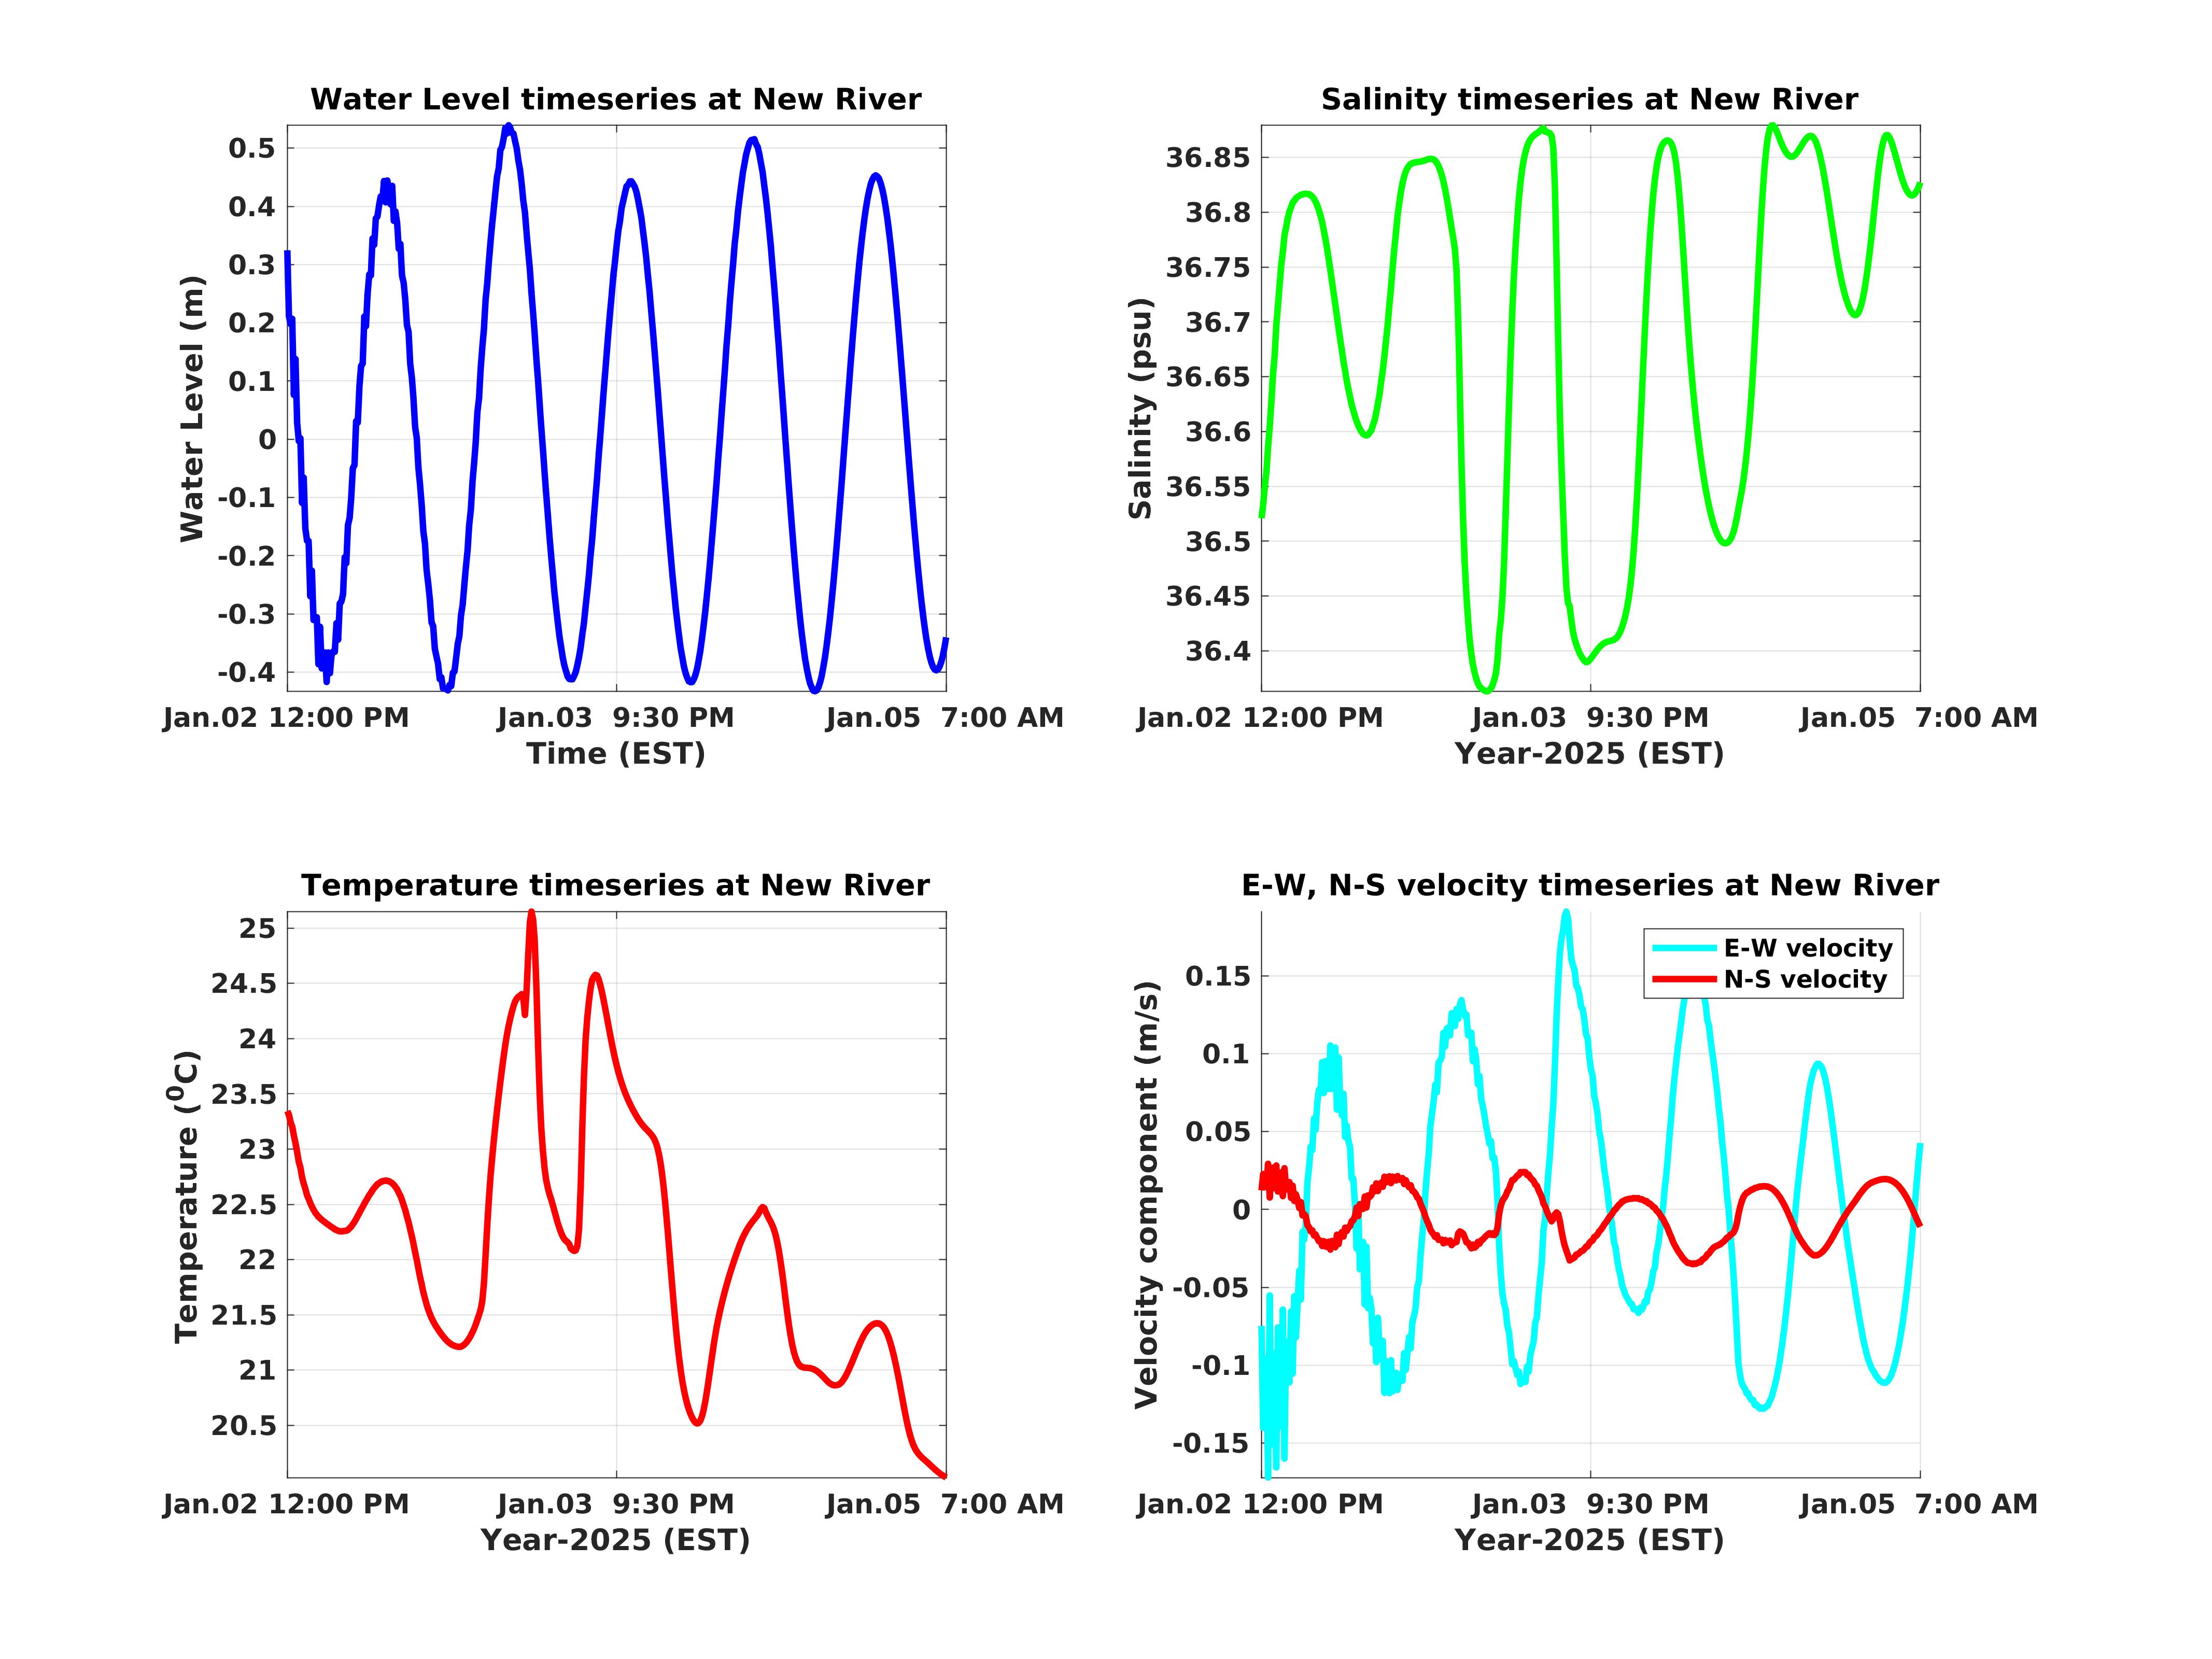 Water Level timeseries at New River
Water Level (m)
0.5
0.4
0.3
0.2
0.1
0
-0.1
-0.2
-0.3
-0.4
Jan.02 12:00 PM
Jan.03 9:30 PM
Jan.05 7:00 AM
Time (EST)
Salinity timeseries at New River
Salinity (psu)
36.85
36.8
36.75
36.7
36.65
36.6
36.55
36.5
36.45
36.4
Jan.02 12:00 PM
Jan.03 9:30 PM
Jan.05 7:00 AM
Year-2025 (EST)
Temperature timeseries at New River
Temperature (⁰C)
25
24.5
24
23.5
23
22.5
22
21.5
21
20.5
Jan.02 12:00 PM
Jan.03 9:30 PM
Jan.05 7:00 AM
Year-2025 (EST)
E-W, N-S velocity timeseries at New River
Velocity component (m/s)
0.15
0.1
0.05
0
-0.05
-0.1
-0.15
E-W velocity
N-S velocity
Jan.02 12:00 PM
Jan.03 9:30 PM
Jan.05 7:00 AM
Year-2025 (EST)